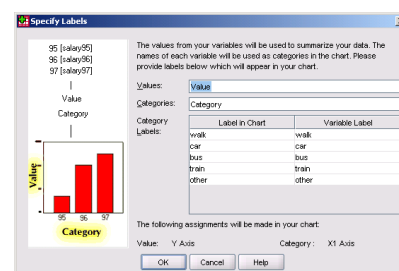 Specify Labels
95 [salary95]
96 [salary96]
97 [salary97]
Value
Category
Value
95 96 97
Category
The values from your variables will be used to summarize your data. The
names of each variable will be used as categories in the chart. Please
provide labels below which will appear in your chart.
Values: Value
Categories: Category
Category Labels:
Label in Chart Variable Label
walk walk
car car
bus bus
train train
other other
The following assignments will be made in your chart:
Value: Y Axis Category: X1 Axis
OK Cancel Help